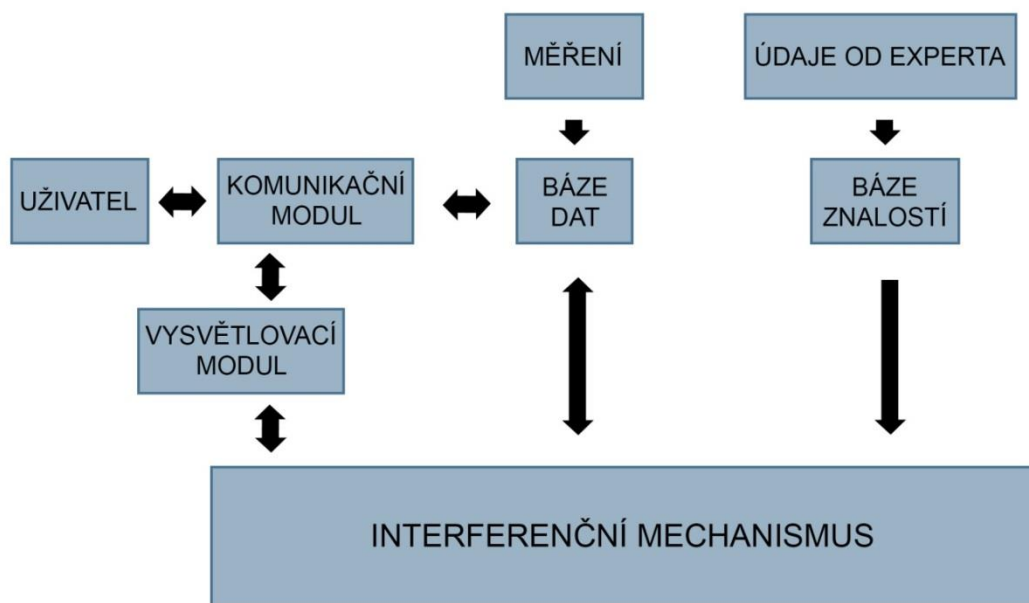 MĚŘENÍ
ÚDAJE OD EXPERTA
UŽIVATEL
KOMUNIKAČNÍ
MODUL
BÁZE
DAT
BÁZE
ZNALOSTÍ
VYSVĚTLOVACÍ
MODUL
INTERFERENČNÍ MECHANISMUS